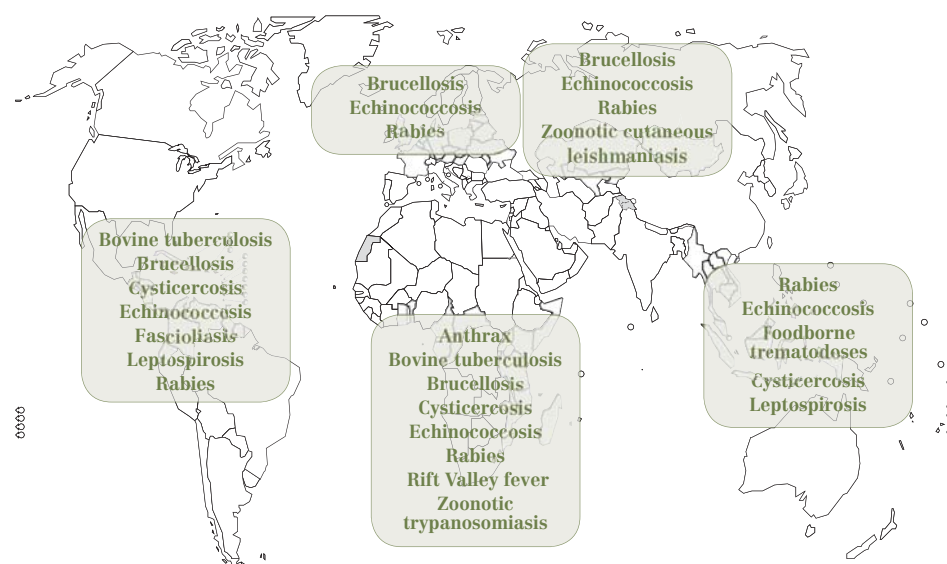 Brucellosis
Echinococcosis
Rabies
Brucellosis
Echinococcosis
Rabies
Zoonotic cutaneous
leishmaniasis
Bovine tuberculosis
Brucellosis
Cysticercosis
Echinococcosis
Fascioliasis
Leptospirosis
Rabies
Anthrax
Bovine tuberculosis
Brucellosis
Cysticercosis
Echinococcosis
Rabies
Rift Valley fever
Zoonotic
trypanosomiasis
Rabies
Echinococcosis
Foodborne
trematodoses
Cysticercosis
Leptospirosis